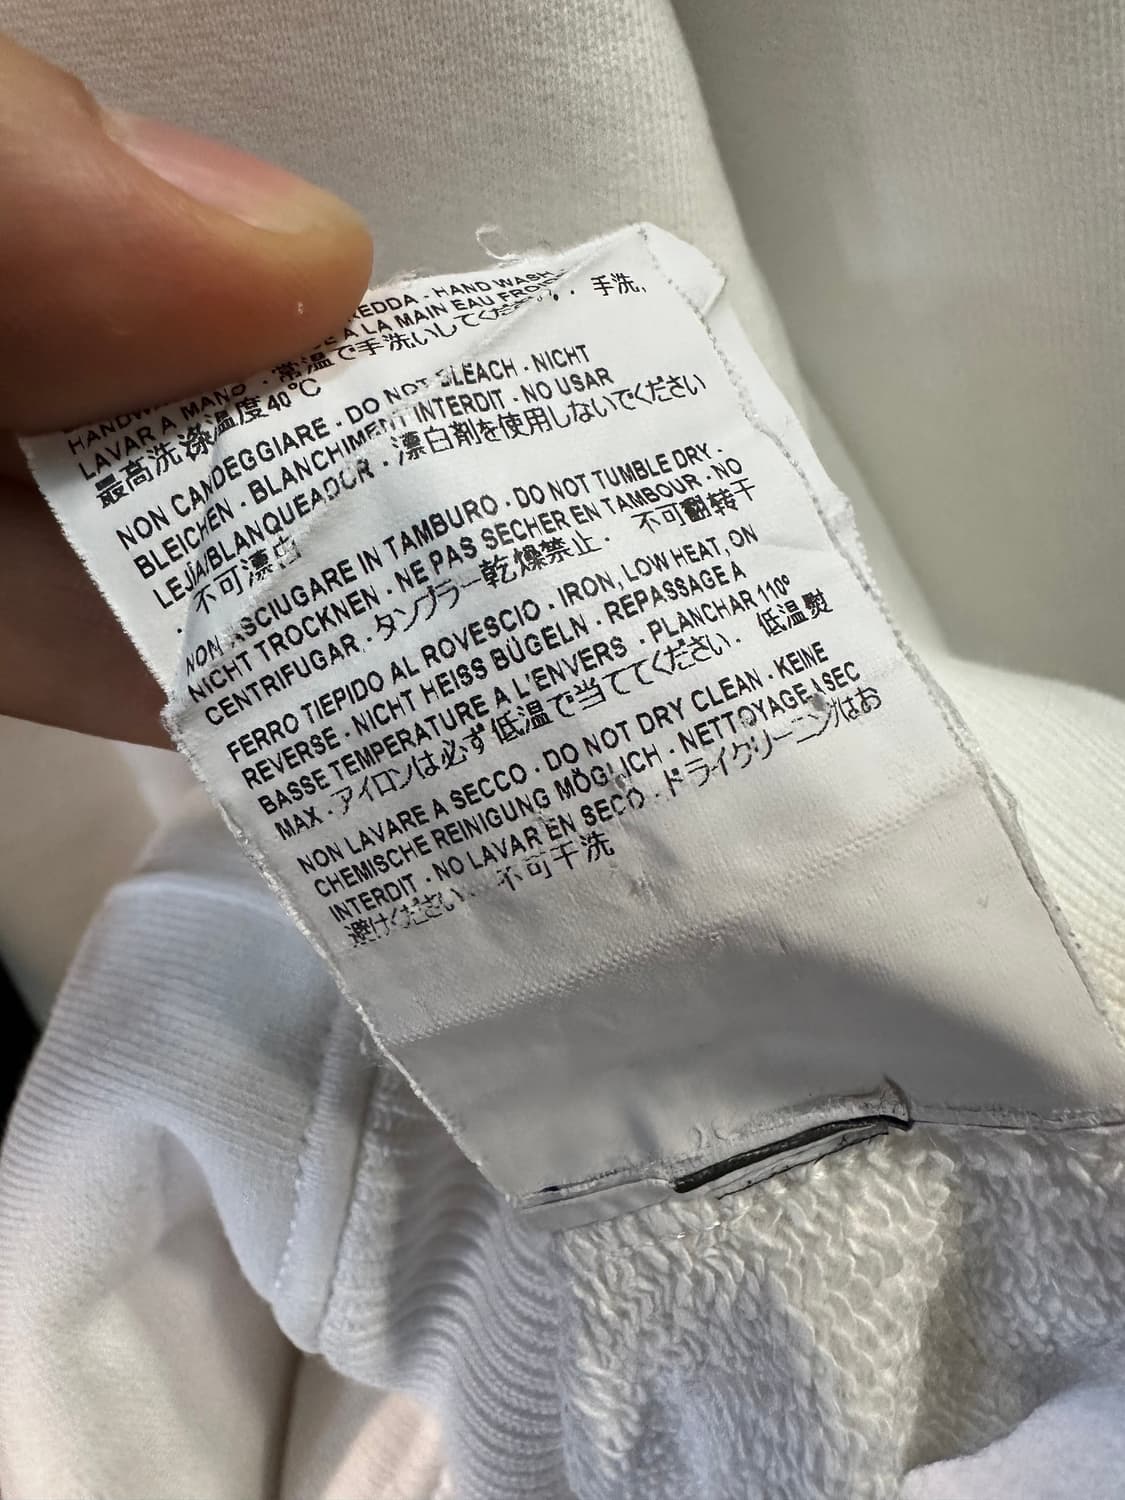 REDDA - HAND WASH
A LA MAIN EAU FROIDE
HANDWÄ
LAVAR A MANO · 常温で手洗いしてください · 手洗,
最高洗涤温度40°C
NON CANDEGGIARE · DO NOT BLEACH · NICHT
BLEICHEN · BLANCHIMENT INTERDIT · NO USAR
LEJÍA/BLANQUEADOR · 漂白剤を使用しないでください
· 不可漂白
NON ASCIUGARE IN TAMBURO · DO NOT TUMBLE DRY ·
NICHT TROCKNEN · NE PAS SECHER EN TAMBOUR · NO
CENTRIFUGAR · タンブラー乾燥禁止 · 不可翻转干
FERRO TIEPIDO AL ROVESCIO · IRON, LOW HEAT, ON
REVERSE · NICHT HEISS BÜGELN · REPASSAGE A
BASSE TEMPERATURE A L'ENVERS · PLANCHAR 110°
MAX · アイロンは必ず低温で当ててください · 低温熨
NON LAVARE A SECCO · DO NOT DRY CLEAN · KEINE
CHEMISCHE REINIGUNG MÖGLICH · NETTOYAGE A SEC
INTERDIT · NO LAVAR EN SECO · ドライクリーニングはお
避けください · 不可干洗